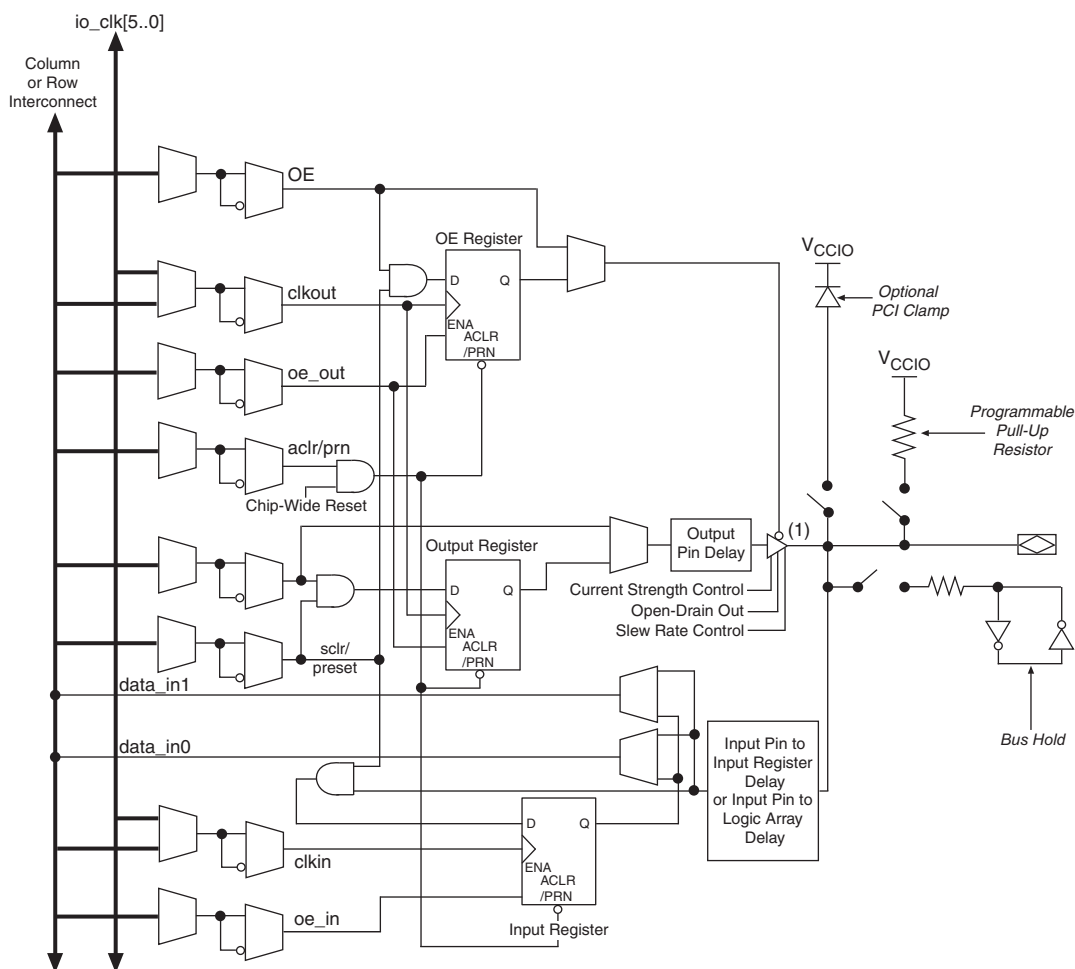 io_clk[5..0]
Column
or Row
Interconnect
OE
OE Register
D Q
ENA
ACLR
/PRN
clkout
oe_out
aclr/prn
Chip-Wide Reset
VCCIO
Optional
PCI Clamp
VCCIO
Programmable
Pull-Up
Resistor
Output Register
D Q
ENA
ACLR
/PRN
Output
Pin Delay
(1)
Current Strength Control
Open-Drain Out
Slew Rate Control
sclr/
preset
data_in1
data_in0
Bus Hold
Input Pin to
Input Register
Delay
or Input Pin to
Logic Array
Delay
D Q
ENA
ACLR
/PRN
clkin
oe_in
Input Register